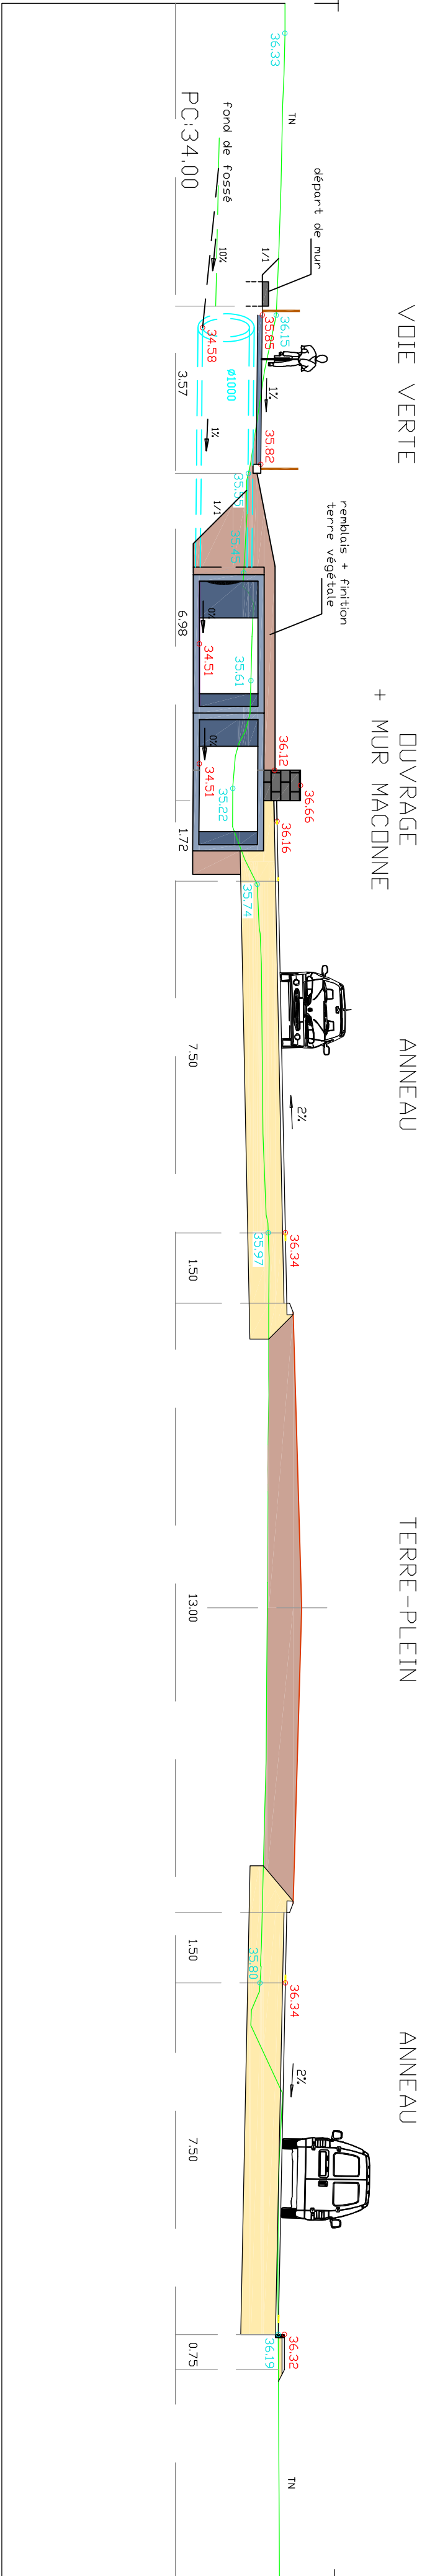 VOIE VERTE
OUVRAGE
+ MUR MACONNE
ANNEAU
TERRE-PLEIN
ANNEAU
départ de mur
remblais + finition
terre végétale
TN
36.33
fond de fossé
10%
1/1
36.15
35.85
34.58
Ø1000
1%
1%
35.82
35.55
35.45
1/1
0%
34.51
35.61
36.12
36.66
0%
34.51
35.22
36.16
35.74
2%
36.34
35.97
36.34
35.80
2%
36.32
36.19
TN
PC:34.00
3.57
6.98
1.72
7.50
1.50
13.00
1.50
7.50
0.75